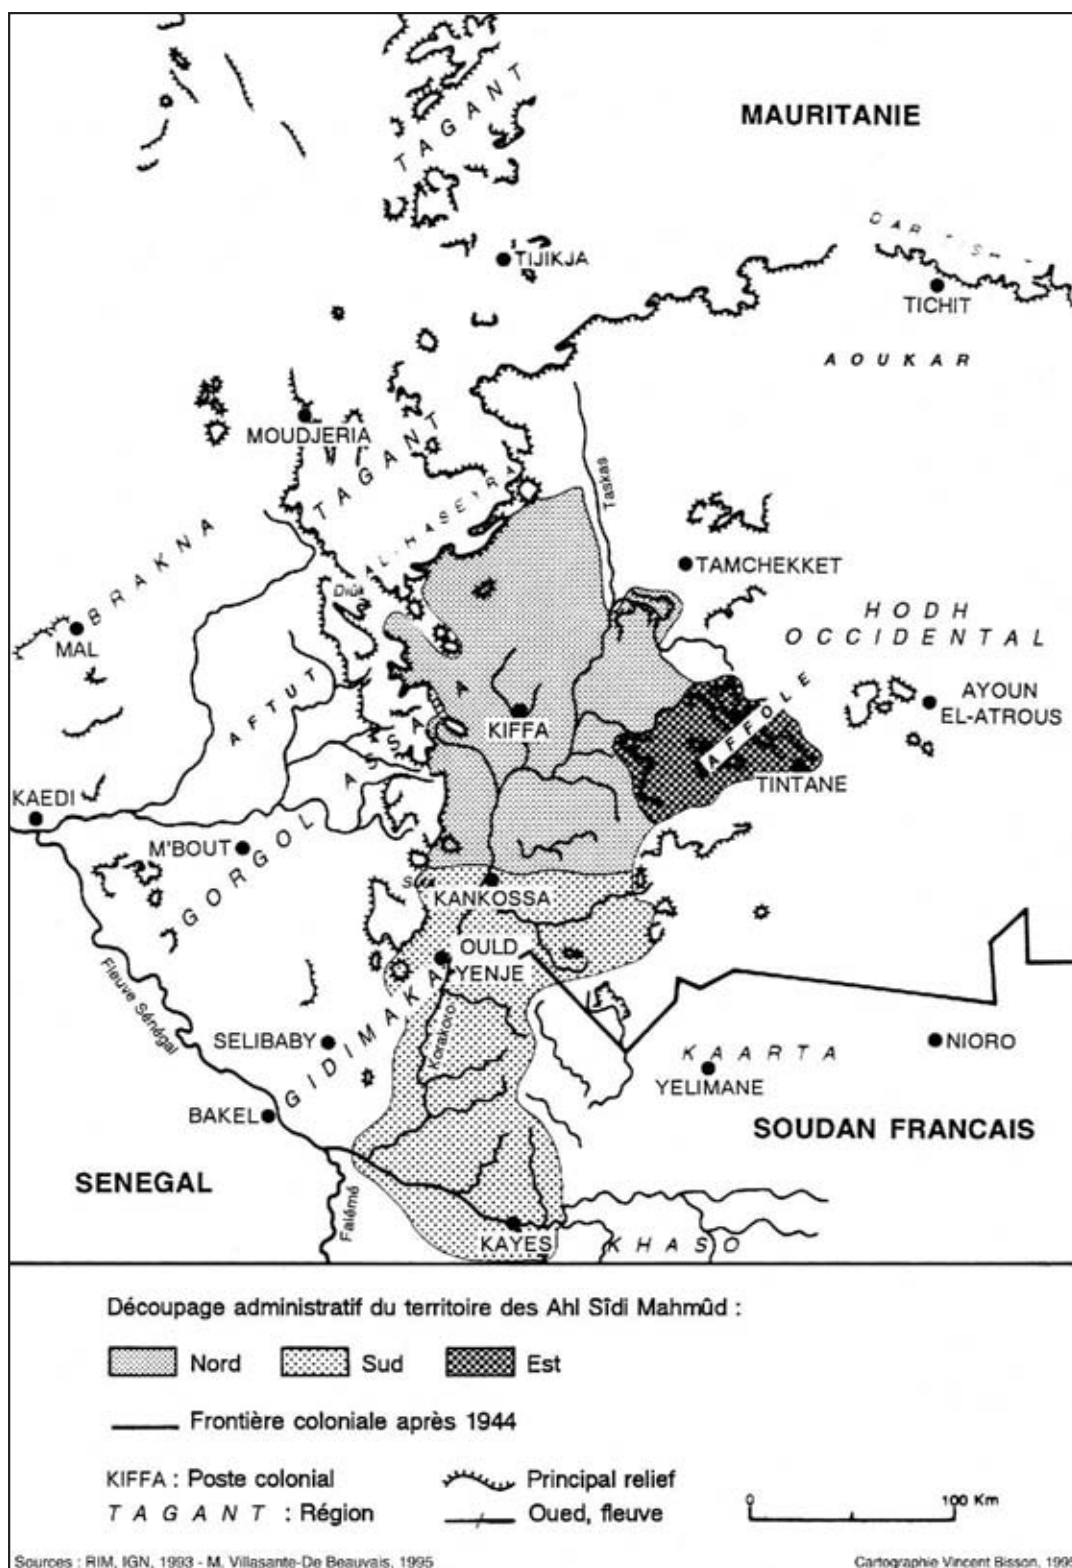 TAGANT
MAURITANIE
TIJIKJA
TICHIT
AOUKAR
MOUDJERIA
TAGANT
Taskas
BRAKNA
TAMCHEKKET
HODH
OCCIDENTAL
MAL
AFTUT
AFFOLE
AYOUN
EL-ATROUS
KIFFA
ASSABA
TINTANE
KAEDI
M'BOUT
GORGOL
KANKOSSA
OULD
YENJE
Fleuve Sénégal
SELIBABY
Korakoro
GIDIMAKA
KAARTA
NIORO
YELIMANE
BAKEL
SOUDAN FRANCAIS
SENEGAL
Falémé
KAYES
KHASO
Découpage administratif du territoire des Ahl Sîdi Mahmûd :
Nord
Sud
Est
Frontière coloniale après 1944
KIFFA : Poste colonial
Principal relief
TAGANT : Région
Oued, fleuve
0
100 Km
Sources : RIM, IGN, 1993 - M. Villasante-De Beauvais, 1995
Cartographie Vincent Bisson, 1995